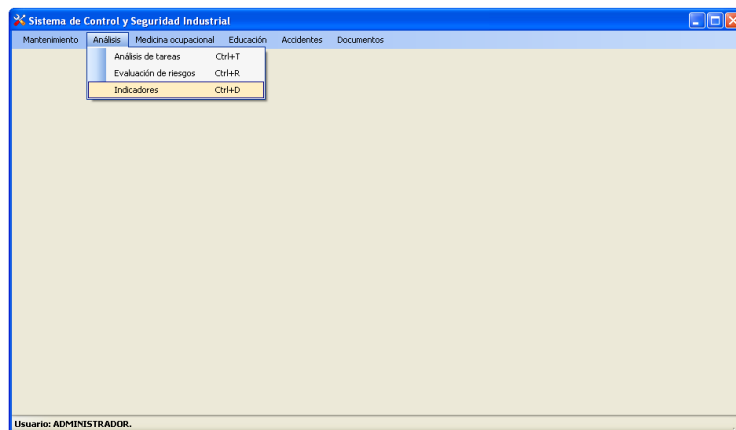 Sistema de Control y Seguridad Industrial
Mantenimiento Análisis Medicina ocupacional Educación Accidentes Documentos
Análisis de tareas Ctrl+T
Evaluación de riesgos Ctrl+R
Indicadores Ctrl+D
Usuario: ADMINISTRADOR.